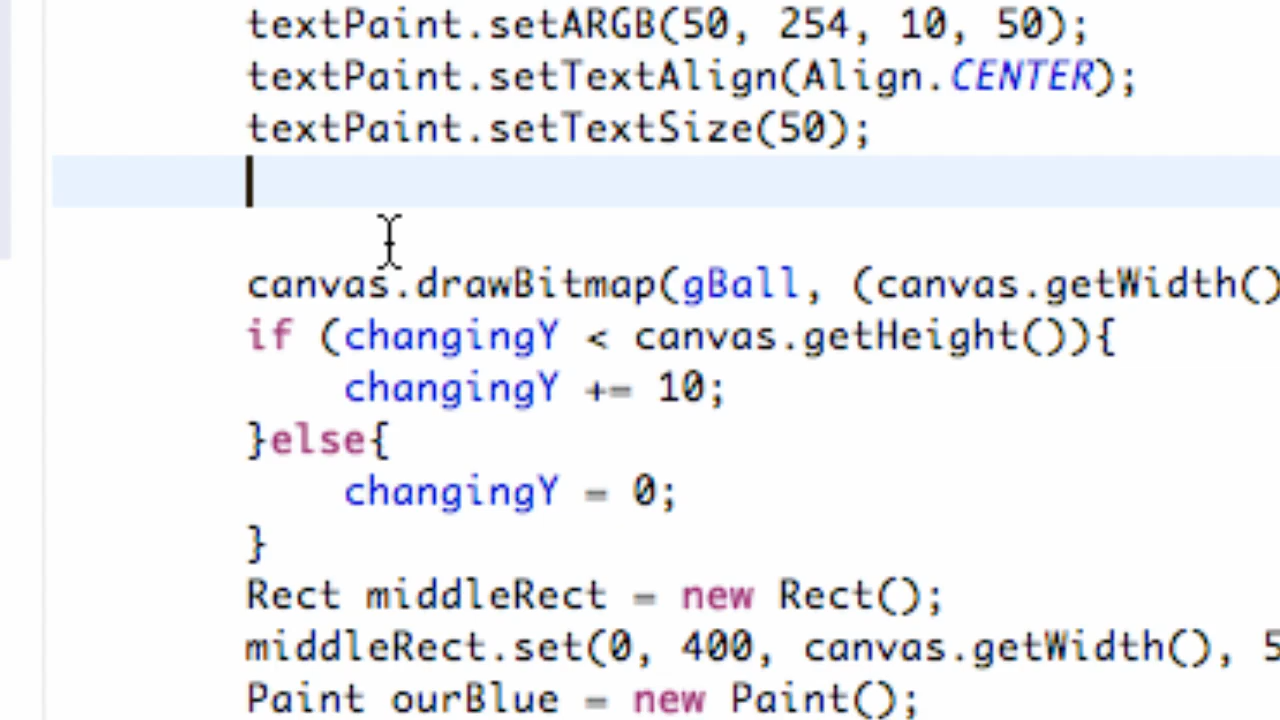 textPaint.setARGB(50, 254, 10, 50);
textPaint.setTextAlign(Align.CENTER);
textPaint.setTextSize(50);
canvas.drawBitmap(gBall, (canvas.getWidth()
if (changingY < canvas.getHeight()){
changingY += 10;
}else{
changingY = 0;
}
Rect middleRect = new Rect();
middleRect.set(0, 400, canvas.getWidth(), 5
Paint ourBlue = new Paint();